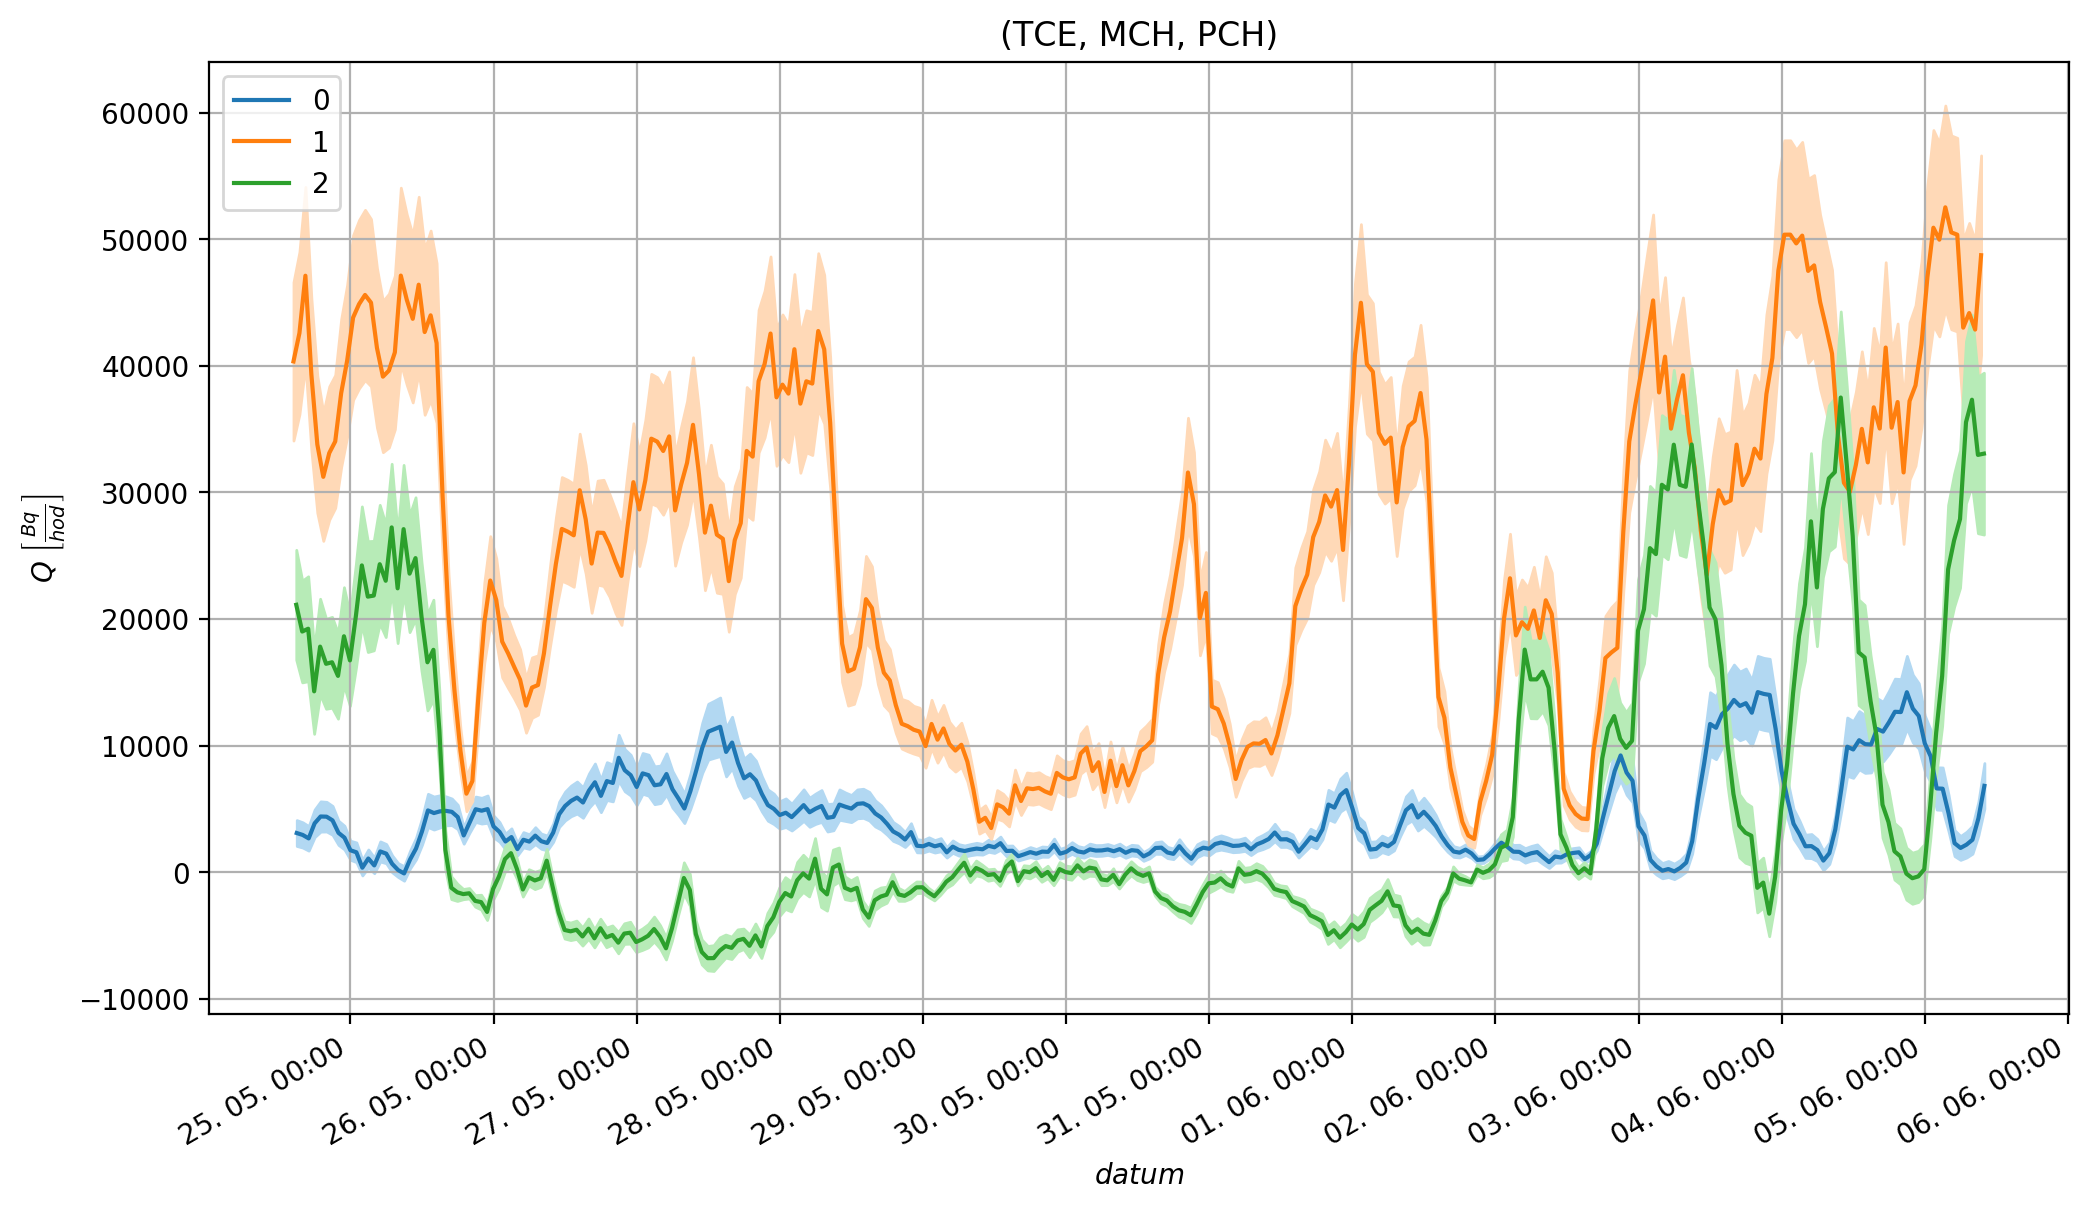 (TCE, MCH, PCH)
0
1
2
60000
50000
40000
30000
20000
10000
0
−10000
Q [Bq/hod]
25. 05. 00:00
26. 05. 00:00
27. 05. 00:00
28. 05. 00:00
29. 05. 00:00
30. 05. 00:00
31. 05. 00:00
01. 06. 00:00
02. 06. 00:00
03. 06. 00:00
04. 06. 00:00
05. 06. 00:00
06. 06. 00:00
datum